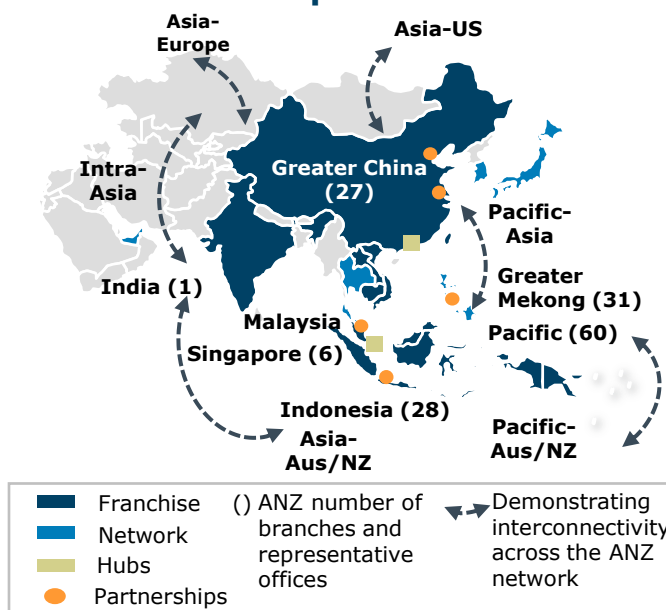 Asia-
Europe
Asia-US
Greater China
(27)
Intra-
Asia
Pacific-
Asia
India (1)
Greater
Mekong (31)
Malaysia
Pacific (60)
Singapore (6)
Indonesia (28)
Asia-
Aus/NZ
Pacific-
Aus/NZ
Franchise
Network
Hubs
Partnerships
() ANZ number of
branches and
representative
offices
Demonstrating
interconnectivity
across the ANZ
network